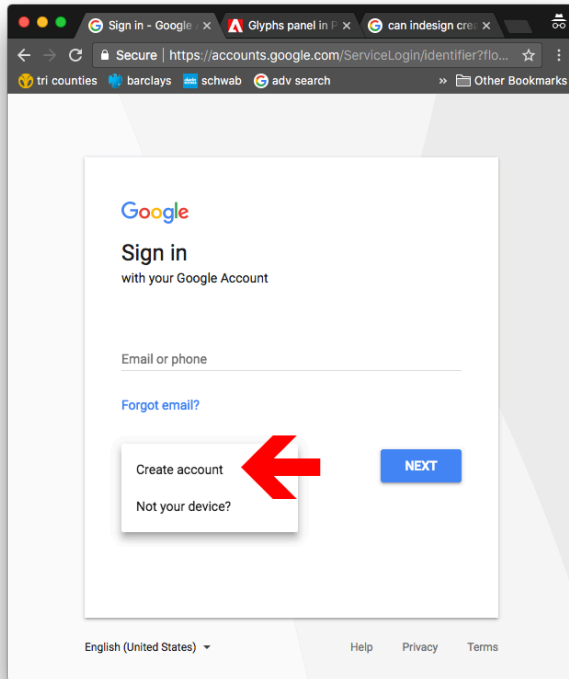 Sign in - Google
Glyphs panel in P
can indesign crea
Secure | https://accounts.google.com/ServiceLogin/identifier?flo...
tri counties
barclays
schwab
adv search
» Other Bookmarks
Google
Sign in
with your Google Account
Email or phone
Forgot email?
Create account
NEXT
Not your device?
English (United States)
Help
Privacy
Terms